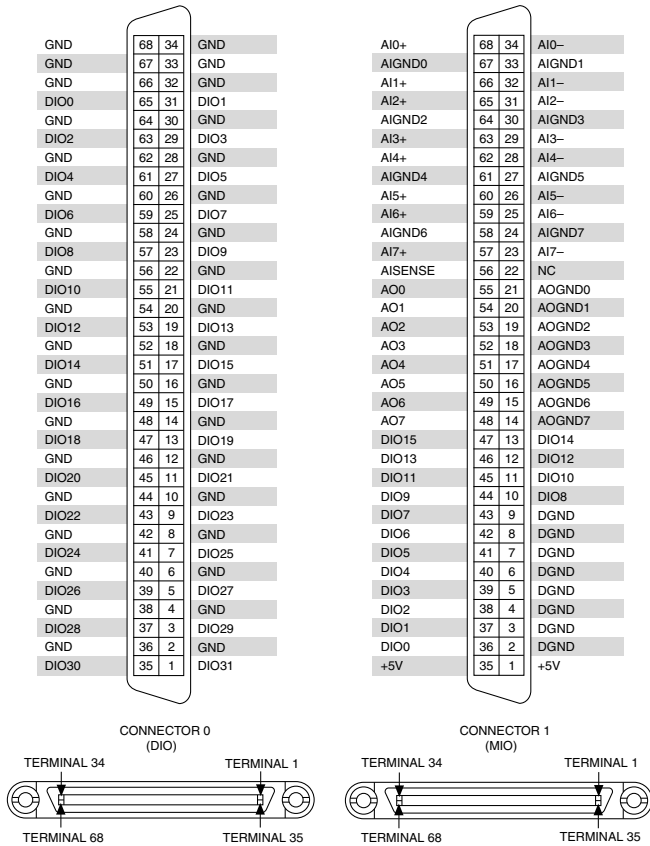 GND 68 34 GND
GND 67 33 GND
GND 66 32 GND
DIO0 65 31 DIO1
GND 64 30 GND
DIO2 63 29 DIO3
GND 62 28 GND
DIO4 61 27 DIO5
GND 60 26 GND
DIO6 59 25 DIO7
GND 58 24 GND
DIO8 57 23 DIO9
GND 56 22 GND
DIO10 55 21 DIO11
GND 54 20 GND
DIO12 53 19 DIO13
GND 52 18 GND
DIO14 51 17 DIO15
GND 50 16 GND
DIO16 49 15 DIO17
GND 48 14 GND
DIO18 47 13 DIO19
GND 46 12 GND
DIO20 45 11 DIO21
GND 44 10 GND
DIO22 43 9 DIO23
GND 42 8 GND
DIO24 41 7 DIO25
GND 40 6 GND
DIO26 39 5 DIO27
GND 38 4 GND
DIO28 37 3 DIO29
GND 36 2 GND
DIO30 35 1 DIO31
CONNECTOR 0
(DIO)
TERMINAL 34 TERMINAL 1
TERMINAL 68 TERMINAL 35
AI0+ 68 34 AI0–
AIGND0 67 33 AIGND1
AI1+ 66 32 AI1–
AI2+ 65 31 AI2–
AIGND2 64 30 AIGND3
AI3+ 63 29 AI3–
AI4+ 62 28 AI4–
AIGND4 61 27 AIGND5
AI5+ 60 26 AI5–
AI6+ 59 25 AI6–
AIGND6 58 24 AIGND7
AI7+ 57 23 AI7–
AISENSE 56 22 NC
AO0 55 21 AOGND0
AO1 54 20 AOGND1
AO2 53 19 AOGND2
AO3 52 18 AOGND3
AO4 51 17 AOGND4
AO5 50 16 AOGND5
AO6 49 15 AOGND6
AO7 48 14 AOGND7
DIO15 47 13 DIO14
DIO13 46 12 DIO12
DIO11 45 11 DIO10
DIO9 44 10 DIO8
DIO7 43 9 DGND
DIO6 42 8 DGND
DIO5 41 7 DGND
DIO4 40 6 DGND
DIO3 39 5 DGND
DIO2 38 4 DGND
DIO1 37 3 DGND
DIO0 36 2 DGND
+5V 35 1 +5V
CONNECTOR 1
(MIO)
TERMINAL 34 TERMINAL 1
TERMINAL 68 TERMINAL 35